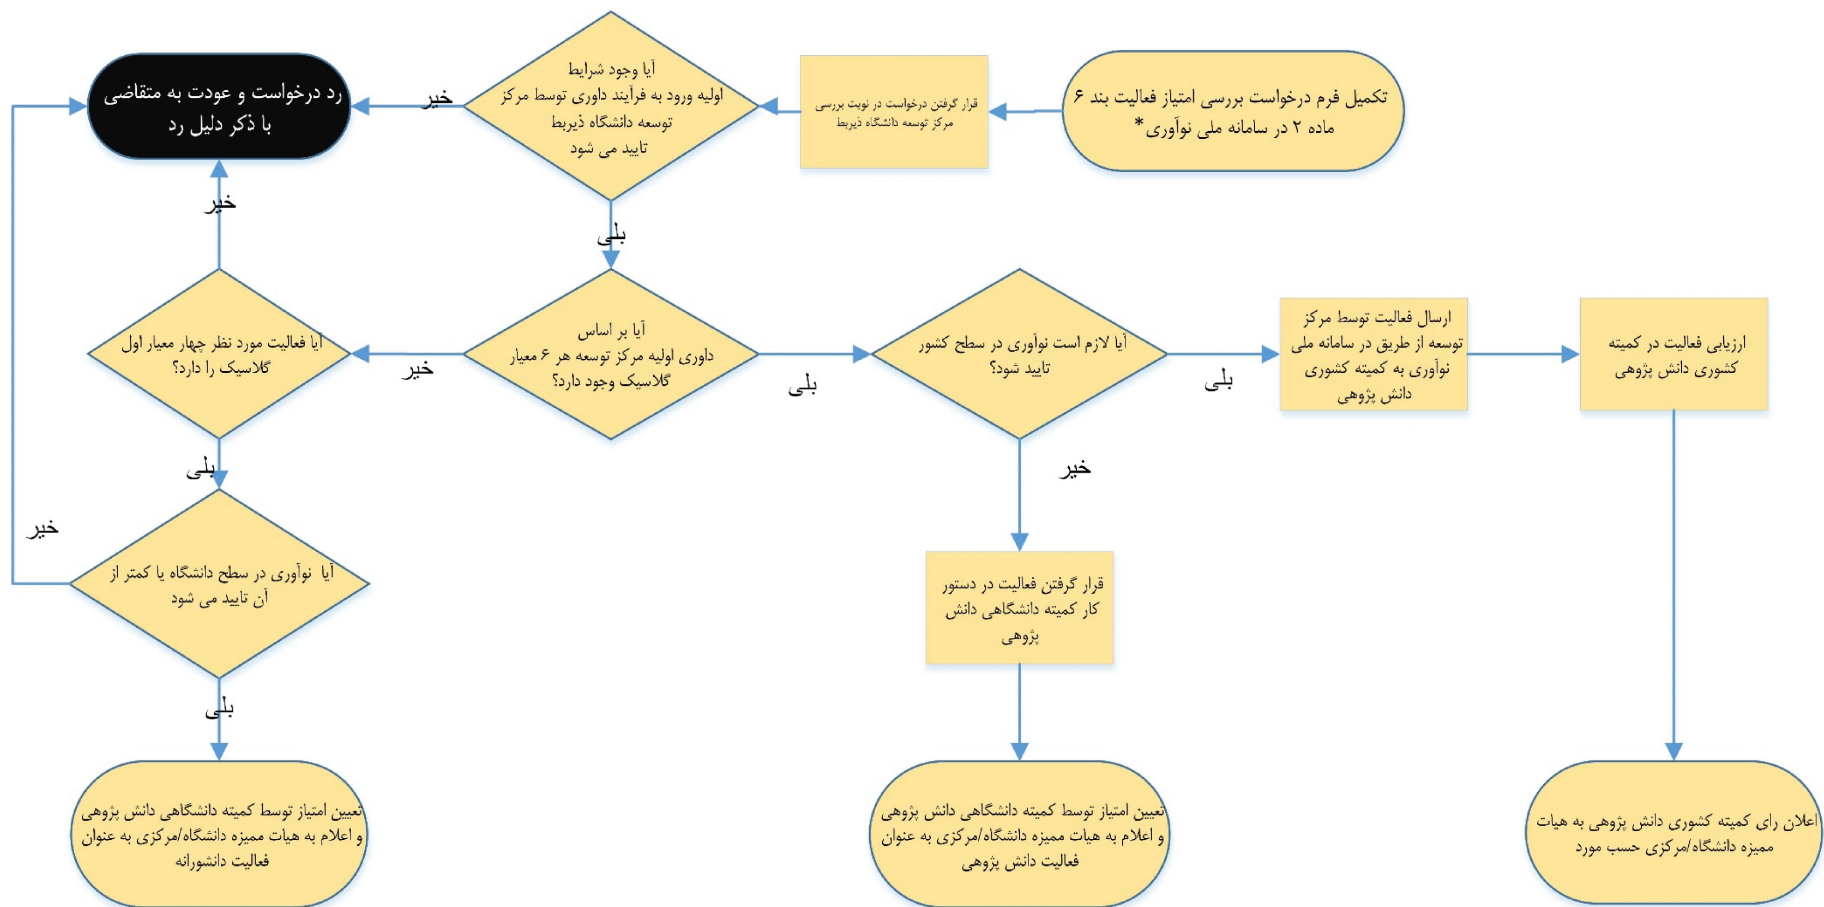 تکمیل فرم درخواست بررسی امتیاز فعالیت بند ۶
ماده ۲ در سامانه ملی نوآوری*
قرار گرفتن درخواست در نوبت بررسی
مرکز توسعه دانشگاه ذیربط
آیا وجود شرایط
اولیه ورود به فرآیند داوری توسط مرکز
توسعه دانشگاه ذیربط
تایید می شود
خیر
رد درخواست و عودت به متقاضی
با ذکر دلیل رد
بلی
خیر
ارزیابی فعالیت در کمیته
کشوری دانش پژوهی
ارسال فعالیت توسط مرکز
توسعه از طریق در سامانه ملی
نوآوری به کمیته کشوری
دانش پژوهی
بلی
آیا لازم است نوآوری در سطح کشور
تایید شود؟
بلی
آیا بر اساس
داوری اولیه مرکز توسعه هر ۶ معیار
گلاسیک وجود دارد؟
خیر
آیا فعالیت مورد نظر چهار معیار اول
گلاسیک را دارد؟
خیر
بلی
خیر
قرار گرفتن فعالیت در دستور
کار کمیته دانشگاهی دانش
پژوهی
آیا نوآوری در سطح دانشگاه یا کمتر از
آن تایید می شود
بلی
اعلان رای کمیته کشوری دانش پژوهی به هیات
ممیزه دانشگاه/مرکزی حسب مورد
تعیین امتیاز توسط کمیته دانشگاهی دانش پژوهی
و اعلام به هیات ممیزه دانشگاه/مرکزی به عنوان
فعالیت دانش پژوهی
تعیین امتیاز توسط کمیته دانشگاهی دانش پژوهی
و اعلام به هیات ممیزه دانشگاه/مرکزی به عنوان
فعالیت دانشورانه